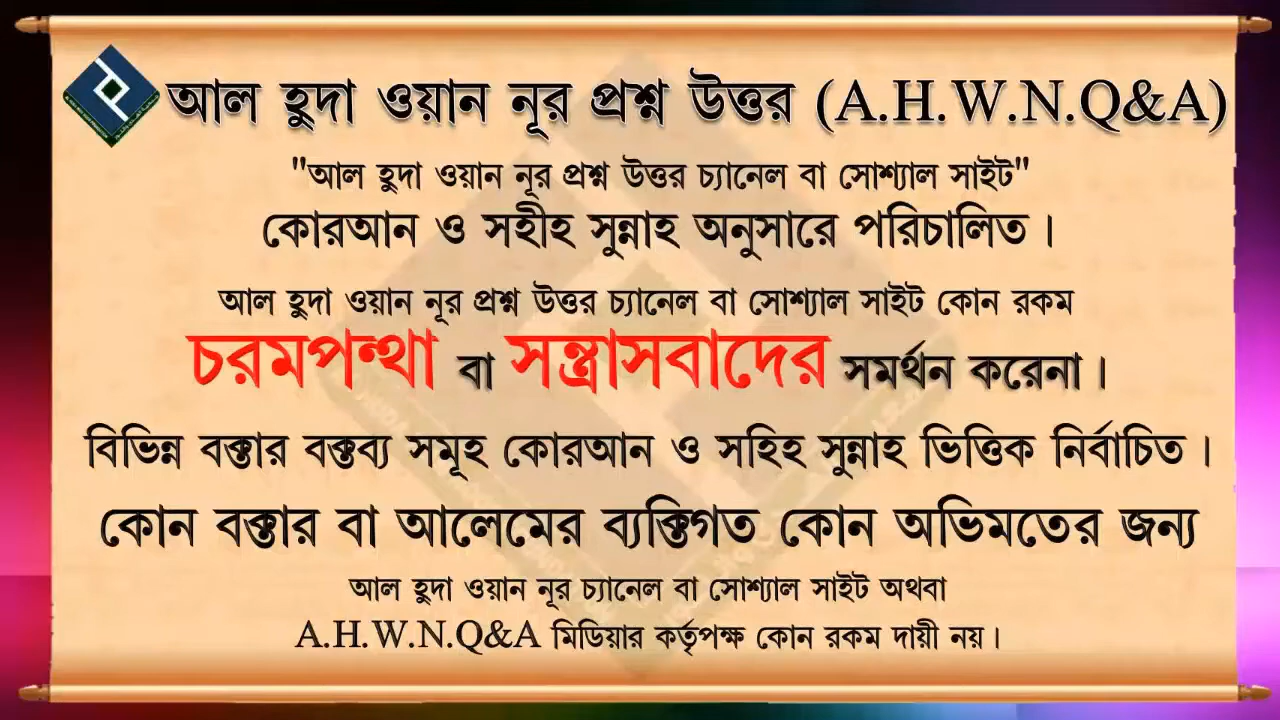 আল হুদা ওয়ান নূর প্রশ্ন উত্তর (A.H.W.N.Q&A)
"আল হুদা ওয়ান নূর প্রশ্ন উত্তর চ্যানেল বা সোশ্যাল সাইট"
কোরআন ও সহীহ সুন্নাহ অনুসারে পরিচালিত।
আল হুদা ওয়ান নূর প্রশ্ন উত্তর চ্যানেল বা সোশ্যাল সাইট কোন রকম
চরমপন্থা বা সন্ত্রাসবাদের সমর্থন করেনা।
বিভিন্ন বক্তার বক্তব্য সমূহ কোরআন ও সহিহ সুন্নাহ ভিত্তিক নির্বাচিত।
কোন বক্তার বা আলেমের ব্যক্তিগত কোন অভিমতের জন্য
আল হুদা ওয়ান নূর চ্যানেল বা সোশ্যাল সাইট অথবা
A.H.W.N.Q&A মিডিয়ার কর্তৃপক্ষ কোন রকম দায়ী নয়।